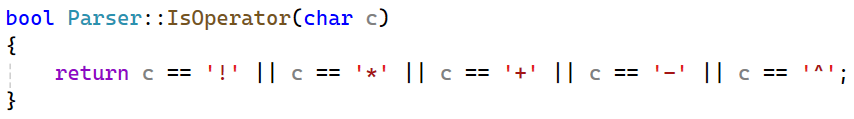 bool Parser::IsOperator(char c)
{
    return c == '!' || c == '*' || c == '+' || c == '-' || c == '^';
}